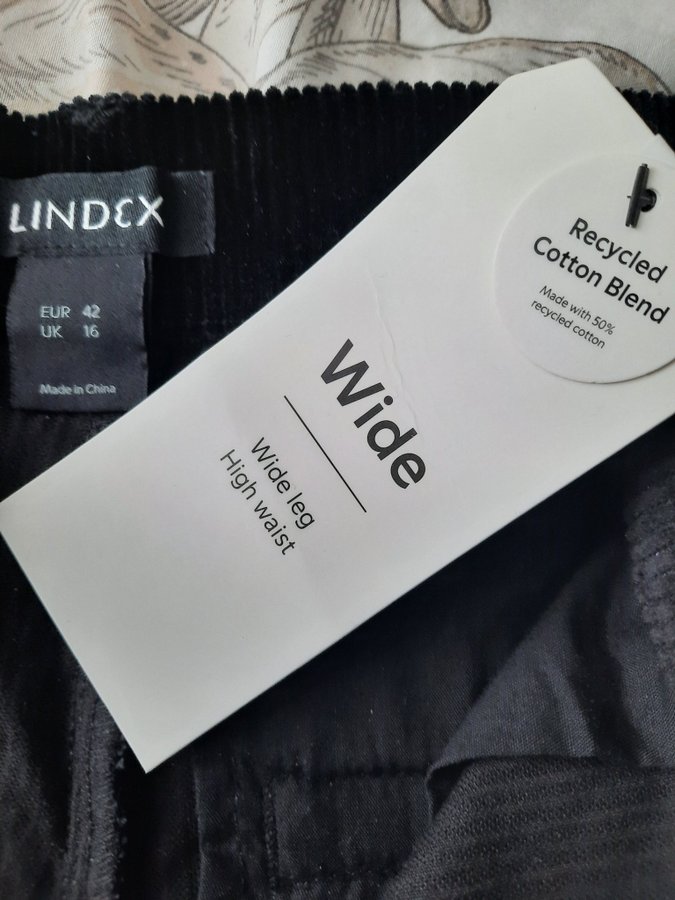 LINDEX
EUR 42
UK 16
Made in China
Recycled
Cotton Blend
Made with 50%
recycled cotton
Wide
Wide leg
High waist